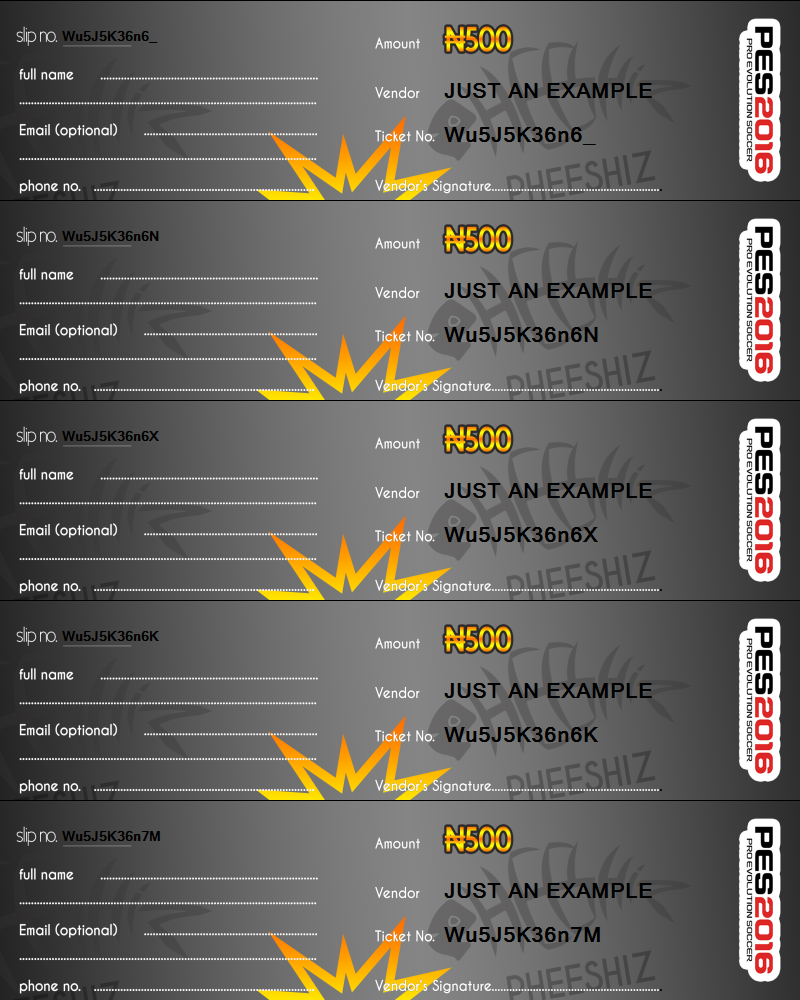 slip no. Wu5J5K36n6_
full name
Email (optional)
phone no.
Amount ₦500
Vendor JUST AN EXAMPLE
Ticket No. Wu5J5K36n6_
Vendor's Signature
PHEESHIZ
PES2016
PRO EVOLUTION SOCCER
slip no. Wu5J5K36n6N
full name
Email (optional)
phone no.
Amount ₦500
Vendor JUST AN EXAMPLE
Ticket No. Wu5J5K36n6N
Vendor's Signature
PHEESHIZ
PES2016
PRO EVOLUTION SOCCER
slip no. Wu5J5K36n6X
full name
Email (optional)
phone no.
Amount ₦500
Vendor JUST AN EXAMPLE
Ticket No. Wu5J5K36n6X
Vendor's Signature
PHEESHIZ
PES2016
PRO EVOLUTION SOCCER
slip no. Wu5J5K36n6K
full name
Email (optional)
phone no.
Amount ₦500
Vendor JUST AN EXAMPLE
Ticket No. Wu5J5K36n6K
Vendor's Signature
PHEESHIZ
PES2016
PRO EVOLUTION SOCCER
slip no. Wu5J5K36n7M
full name
Email (optional)
phone no.
Amount ₦500
Vendor JUST AN EXAMPLE
Ticket No. Wu5J5K36n7M
Vendor's Signature
PHEESHIZ
PES2016
PRO EVOLUTION SOCCER